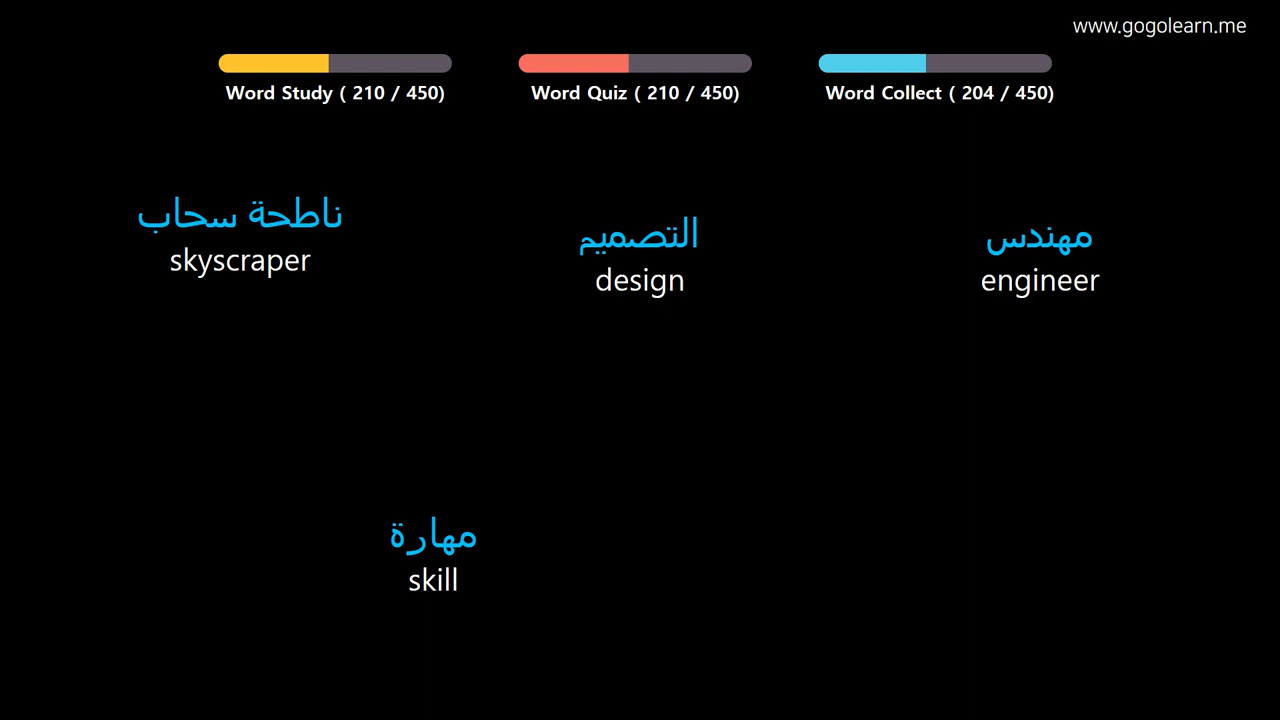 www.gogolearn.me
Word Study ( 210 / 450)
Word Quiz ( 210 / 450)
Word Collect ( 204 / 450)
ناطحة سحاب
skyscraper
التصميم
design
مهندس
engineer
مهارة
skill